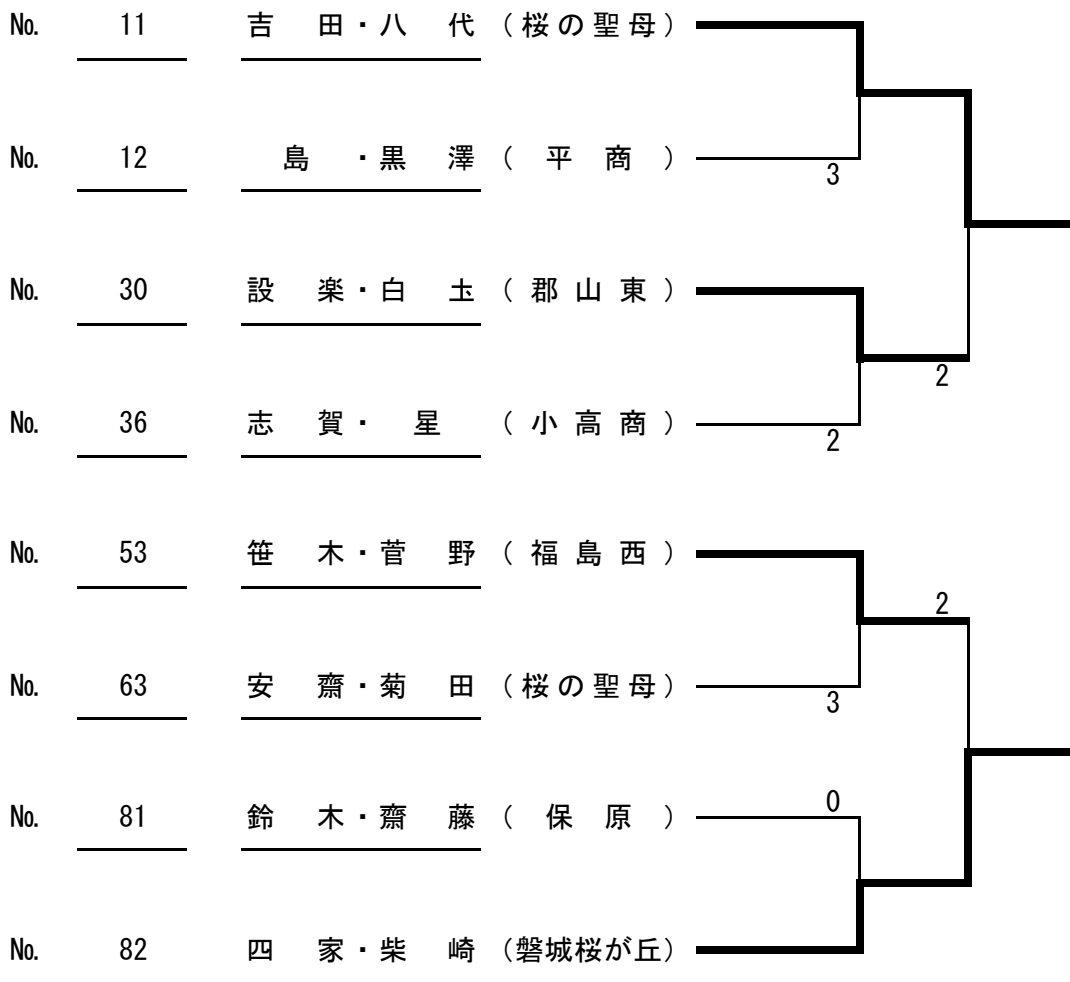 No. 11 吉田・八代（桜の聖母）
No. 12 島・黒澤（平商）
3
No. 30 設楽・白圡（郡山東）
2
No. 36 志賀・星（小高商）
2
No. 53 笹木・菅野（福島西）
2
No. 63 安齋・菊田（桜の聖母）
3
0
No. 81 鈴木・齋藤（保原）
No. 82 四家・柴崎（磐城桜が丘）